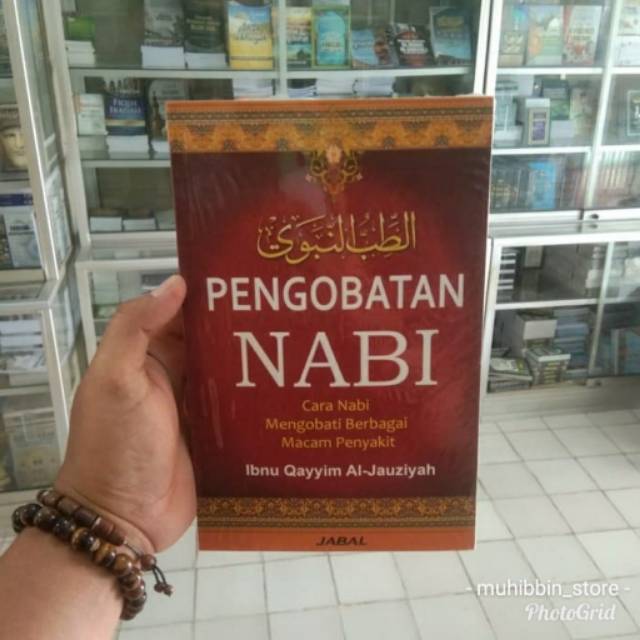 الطب النبوي
PENGOBATAN
NABI
Cara Nabi
Mengobati Berbagai
Macam Penyakit
Ibnu Qayyim Al-Jauziyah
JABAL
- muhibbin_store -
PhotoGrid